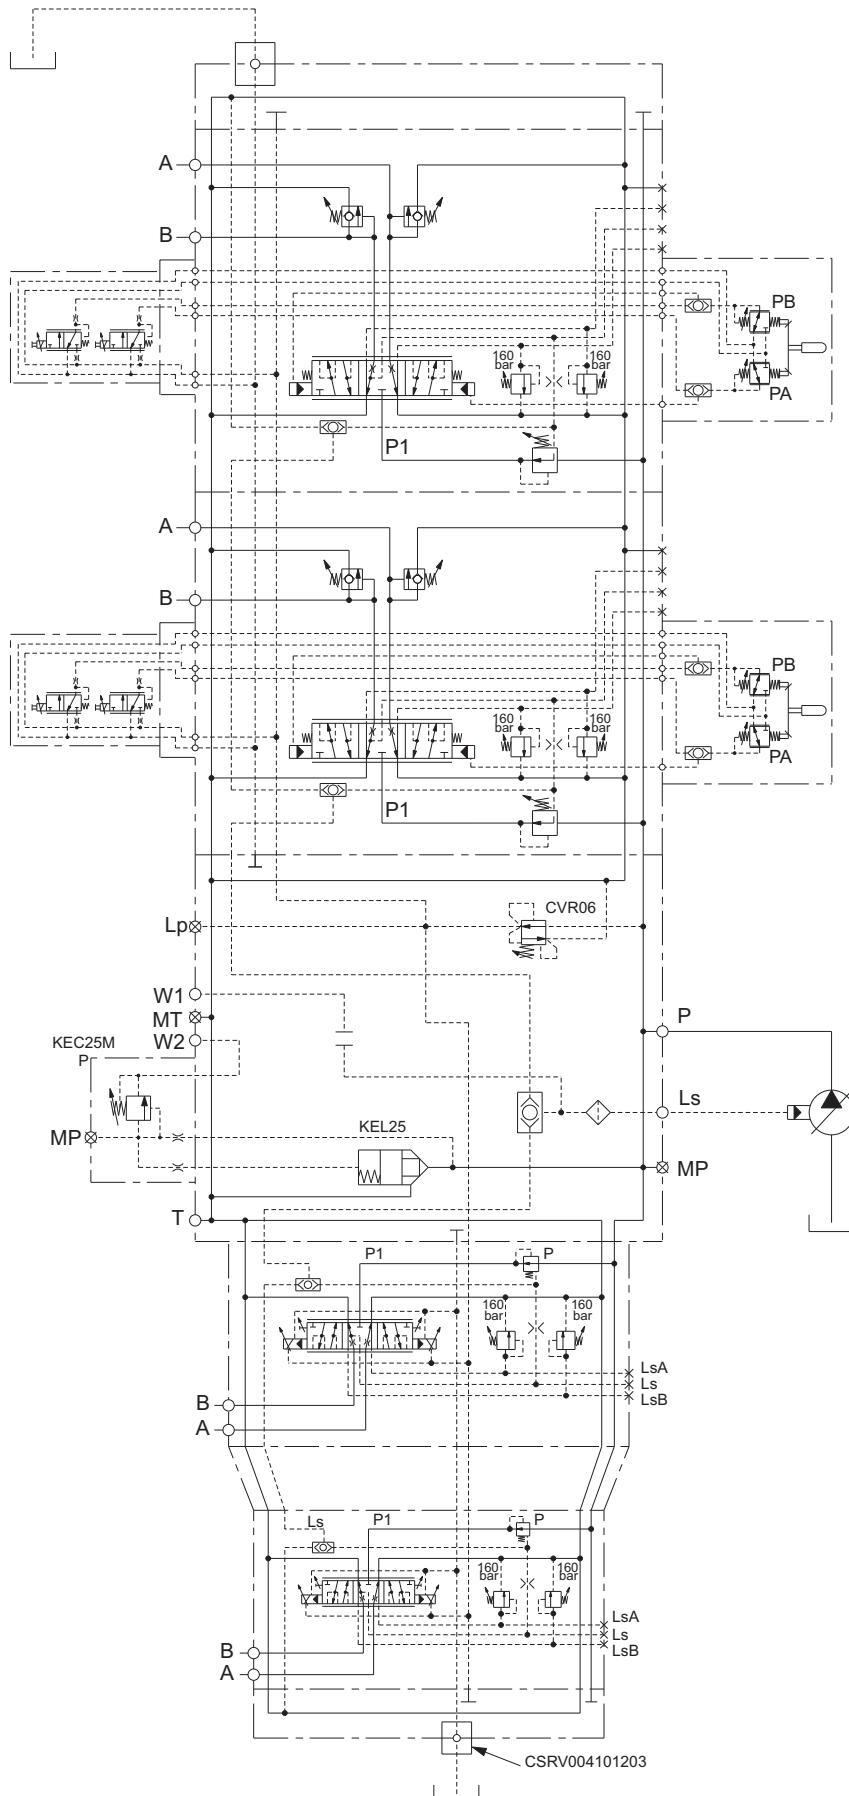 A
B
PB
160
bar
160
bar
PA
P1
A
B
PB
160
bar
160
bar
PA
P1
CVR06
Lp
W1
MT
P
W2
KEC25M
P
Ls
KEL25
MP
MP
T
P1
P
160
bar
160
bar
LsA
Ls
LsB
B
A
Ls
P1
P
160
bar
160
bar
LsA
Ls
LsB
B
A
CSRV004101203